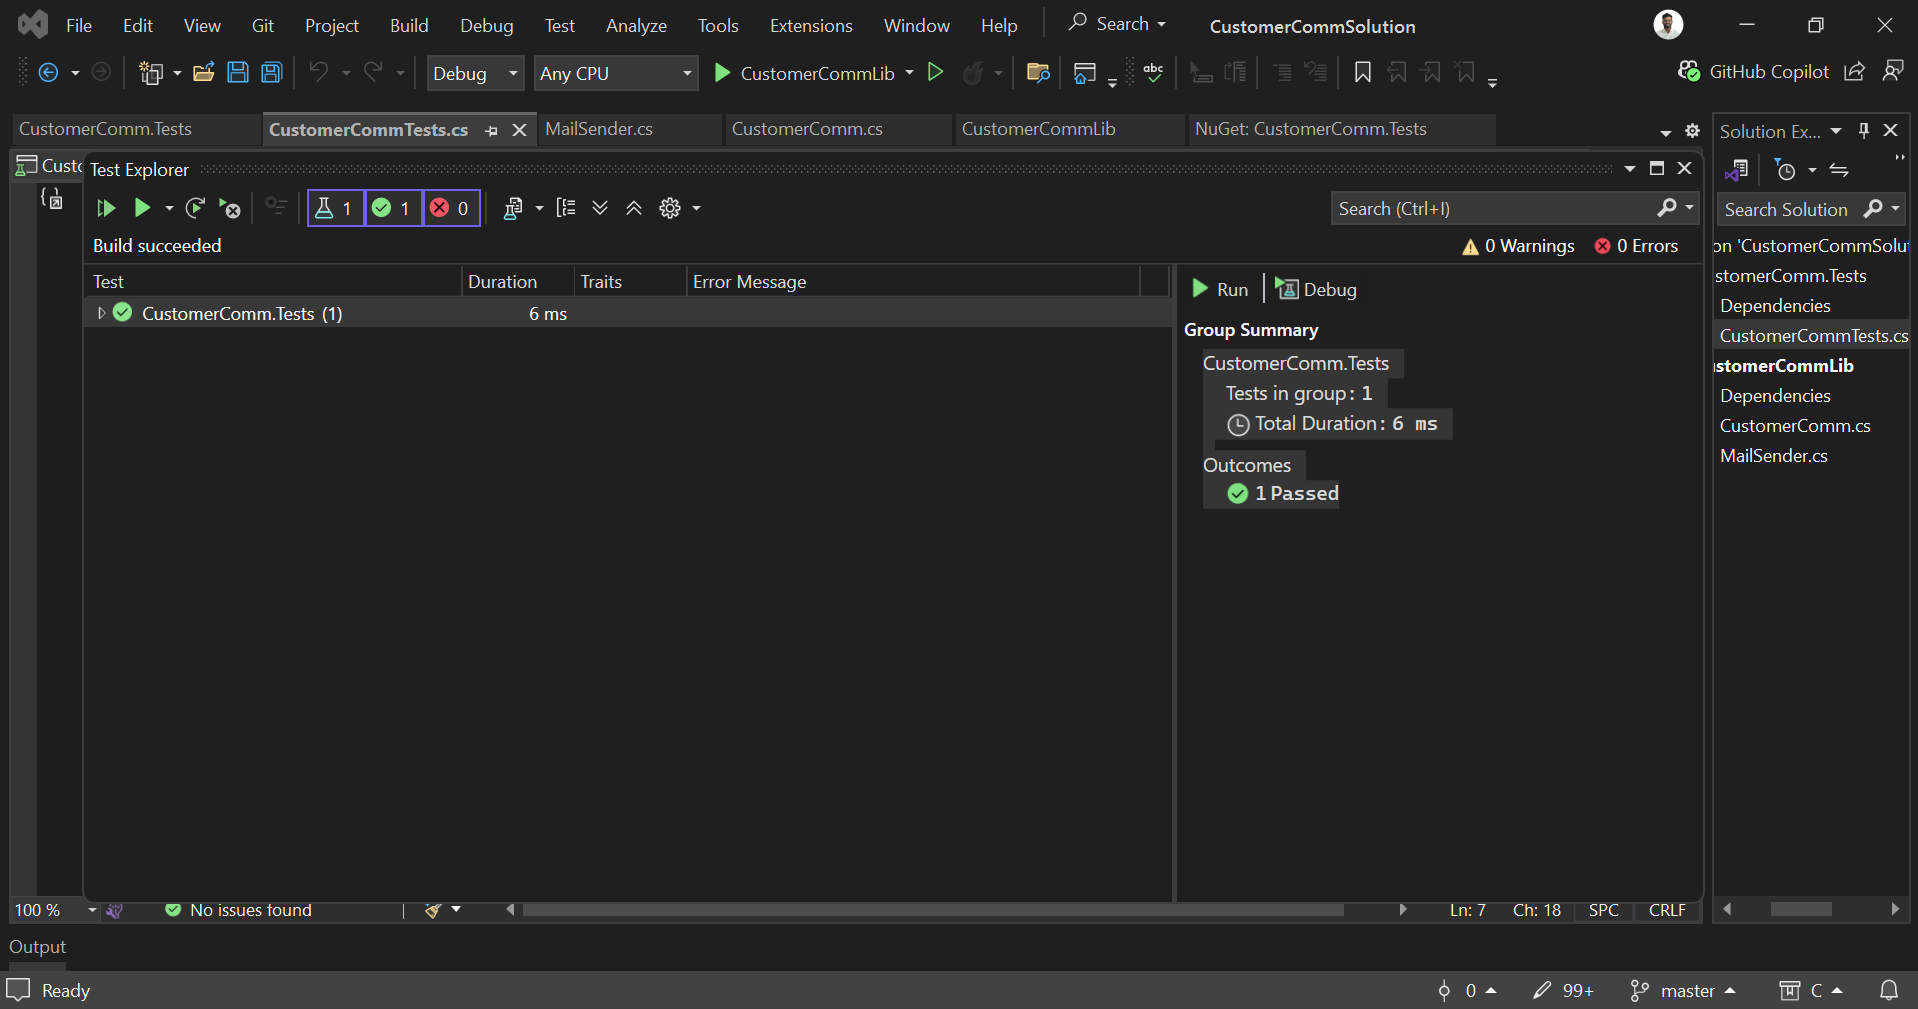 File Edit View Git Project Build Debug Test Analyze Tools Extensions Window Help Search CustomerCommSolution
Debug Any CPU CustomerCommLib abc GitHub Copilot
CustomerComm.Tests CustomerCommTests.cs MailSender.cs CustomerComm.cs CustomerCommLib NuGet: CustomerComm.Tests
Solution Ex...
Custo
Test Explorer
1 1 0
Search (Ctrl+I)
Search Solution
Build succeeded
0 Warnings 0 Errors
Test Duration Traits Error Message
CustomerComm.Tests (1) 6 ms
Run Debug
Group Summary
CustomerComm.Tests
Tests in group: 1
Total Duration: 6 ms
Outcomes
1 Passed
on 'CustomerCommSolut
stomerComm.Tests
Dependencies
CustomerCommTests.cs
stomerCommLib
Dependencies
CustomerComm.cs
MailSender.cs
100 % No issues found Ln: 7 Ch: 18 SPC CRLF
Output
Ready 0 99+ master C